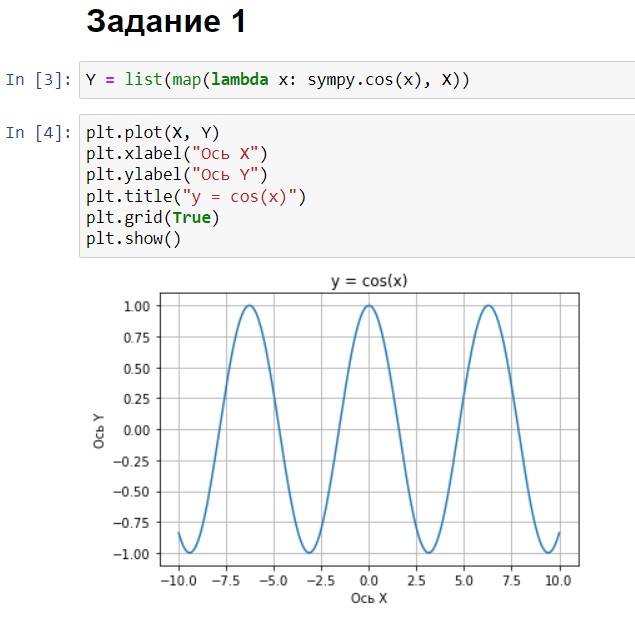 Задание 1
In [3]: Y = list(map(lambda x: sympy.cos(x), X))
In [4]: plt.plot(X, Y)
plt.xlabel("Ось X")
plt.ylabel("Ось Y")
plt.title("y = cos(x)")
plt.grid(True)
plt.show()
y = cos(x)
1.00
0.75
0.50
0.25
0.00
−0.25
−0.50
−0.75
−1.00
Ось Y
−10.0 −7.5 −5.0 −2.5 0.0 2.5 5.0 7.5 10.0
Ось X